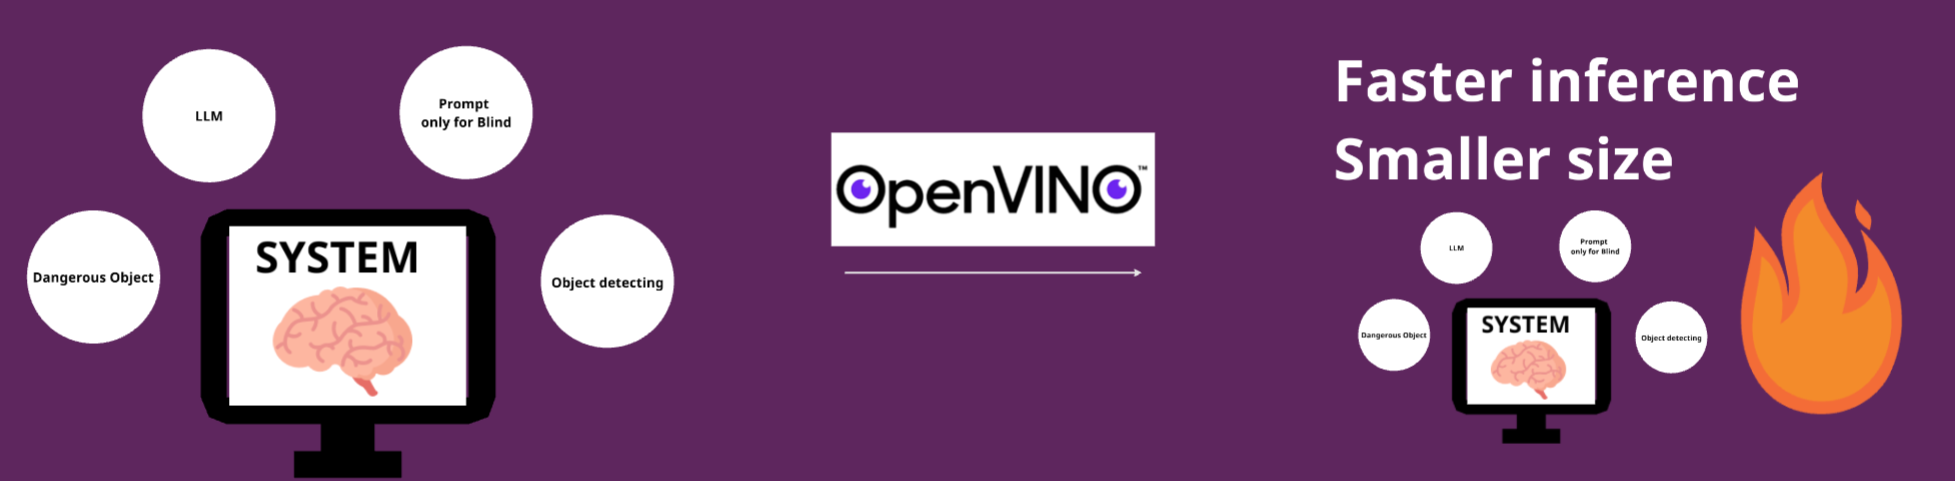 LLM
Prompt
only for Blind
Dangerous Object
SYSTEM
Object detecting
OpenVINO™
Faster inference
Smaller size
LLM
Prompt
only for Blind
Dangerous Object
SYSTEM
Object detecting